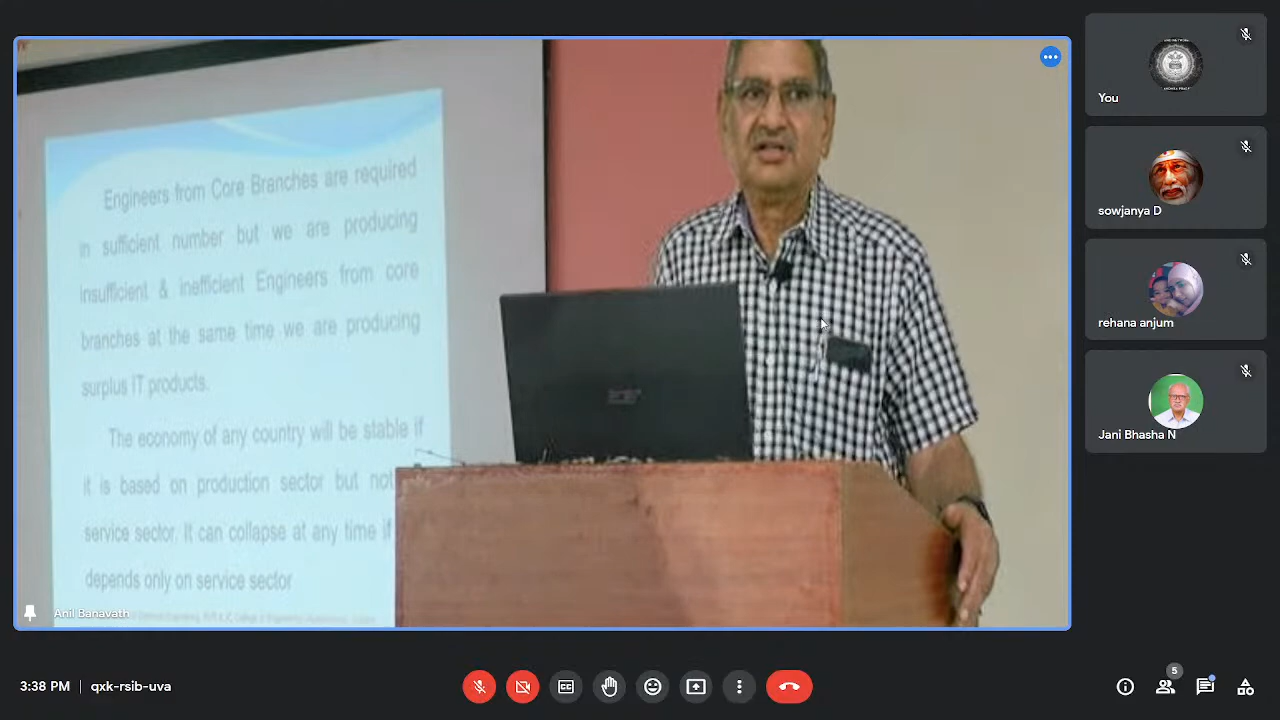 Engineers from Core Branches are required
in sufficient number but we are producing
insufficient & inefficient Engineers from core
branches at the same time we are producing
surplus IT products.
The economy of any country will be stable if
it is based on production sector but not
service sector. It can collapse at any time if
depends only on service sector
Anil Banavath
You
sowjanya D
rehana anjum
Jani Bhasha N
3:38 PM | qxk-rsib-uva
5